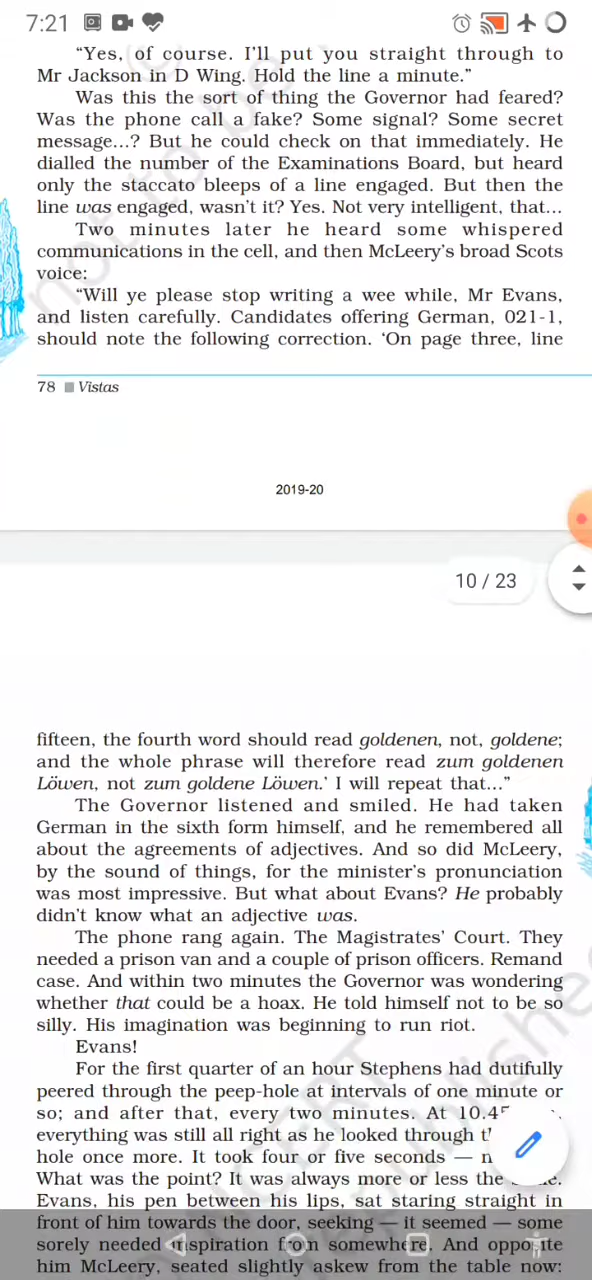 7:21
"Yes, of course. I'll put you straight through to
Mr Jackson in D Wing. Hold the line a minute."
Was this the sort of thing the Governor had feared?
Was the phone call a fake? Some signal? Some secret
message...? But he could check on that immediately. He
dialled the number of the Examinations Board, but heard
only the staccato bleeps of a line engaged. But then the
line was engaged, wasn't it? Yes. Not very intelligent, that...
Two minutes later he heard some whispered
communications in the cell, and then McLeery's broad Scots
voice:
"Will ye please stop writing a wee while, Mr Evans,
and listen carefully. Candidates offering German, 021-1,
should note the following correction. 'On page three, line
78 Vistas
2019-20
10 / 23
fifteen, the fourth word should read goldenen, not, goldene;
and the whole phrase will therefore read zum goldenen
Löwen, not zum goldene Löwen.' I will repeat that..."
The Governor listened and smiled. He had taken
German in the sixth form himself, and he remembered all
about the agreements of adjectives. And so did McLeery,
by the sound of things, for the minister's pronunciation
was most impressive. But what about Evans? He probably
didn't know what an adjective was.
The phone rang again. The Magistrates' Court. They
needed a prison van and a couple of prison officers. Remand
case. And within two minutes the Governor was wondering
whether that could be a hoax. He told himself not to be so
silly. His imagination was beginning to run riot.
Evans!
For the first quarter of an hour Stephens had dutifully
peered through the peep-hole at intervals of one minute or
so; and after that, every two minutes. At 10.45
everything was still all right as he looked through
hole once more. It took four or five seconds —
What was the point? It was always more or less the
Evans, his pen between his lips, sat staring straight in
front of him towards the door, seeking — it seemed — some
sorely needed inspiration from somewhere. And opposite
him McLeery, seated slightly askew from the table now:
not to be
NCERT